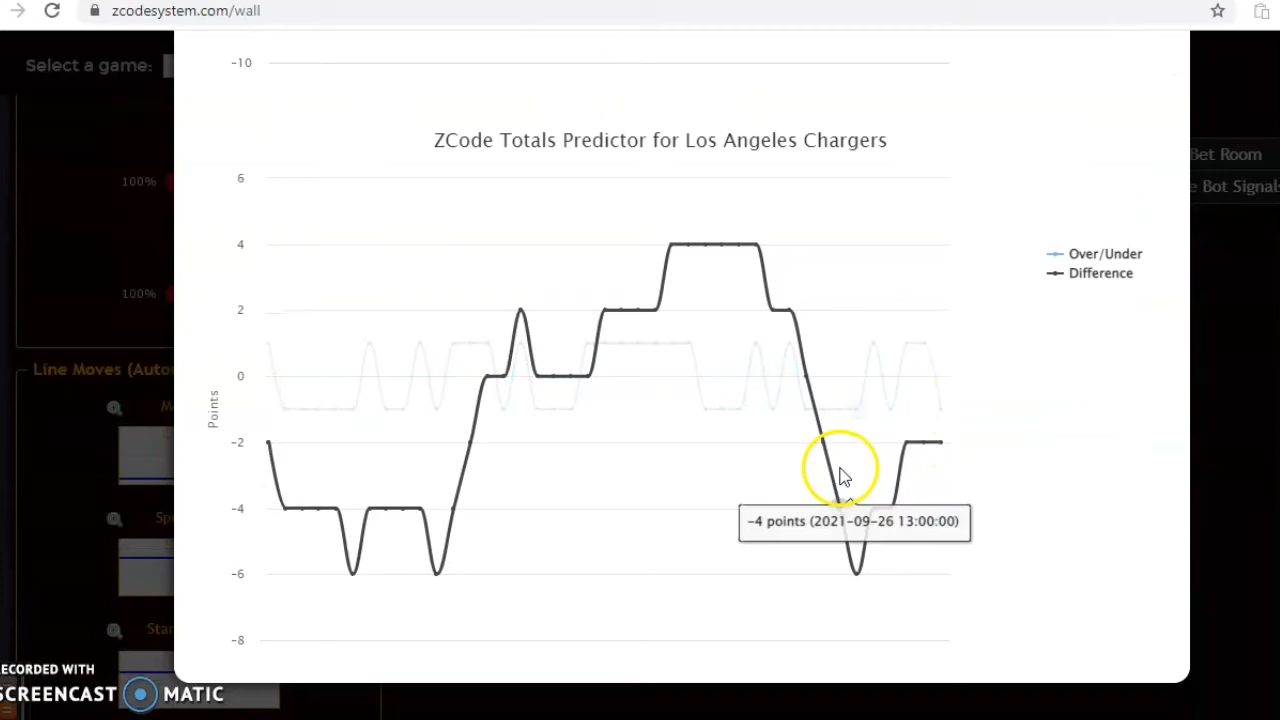 zcodesystem.com/wall
Select a game:
-10
ZCode Totals Predictor for Los Angeles Chargers
Bet Room
100%
6
e Bot Signals
4
Over/Under
Difference
100%
2
Line Moves (Auto
0
Points
-2
-4
-4 points (2021-09-26 13:00:00)
Sp
-6
Star
-8
RECORDED WITH
SCREENCAST MATIC